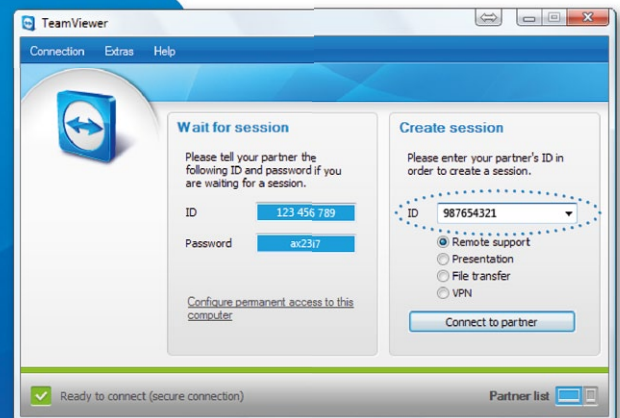 TeamViewer
Connection Extras Help
Wait for session
Please tell your partner the
following ID and password if you
are waiting for a session.
ID 123 456 789
Password ax23i7
Configure permanent access to this
computer
Create session
Please enter your partner's ID in
order to create a session.
ID 987654321
Remote support
Presentation
File transfer
VPN
Connect to partner
Ready to connect (secure connection)
Partner list